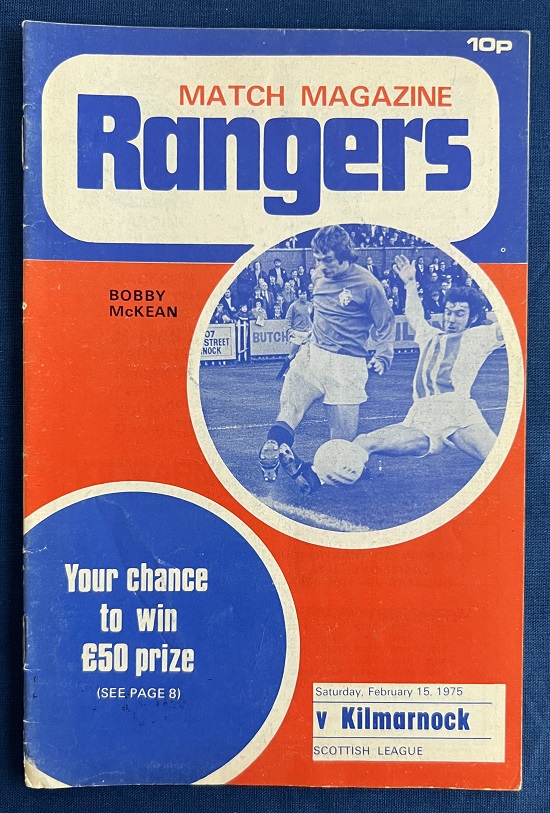 10p
MATCH MAGAZINE
Rangers
BOBBY
McKEAN
07
STREET
NOCK
BUTCH
Your chance
to win
£50 prize
(SEE PAGE 8)
Saturday, February 15, 1975
v Kilmarnock
SCOTTISH LEAGUE